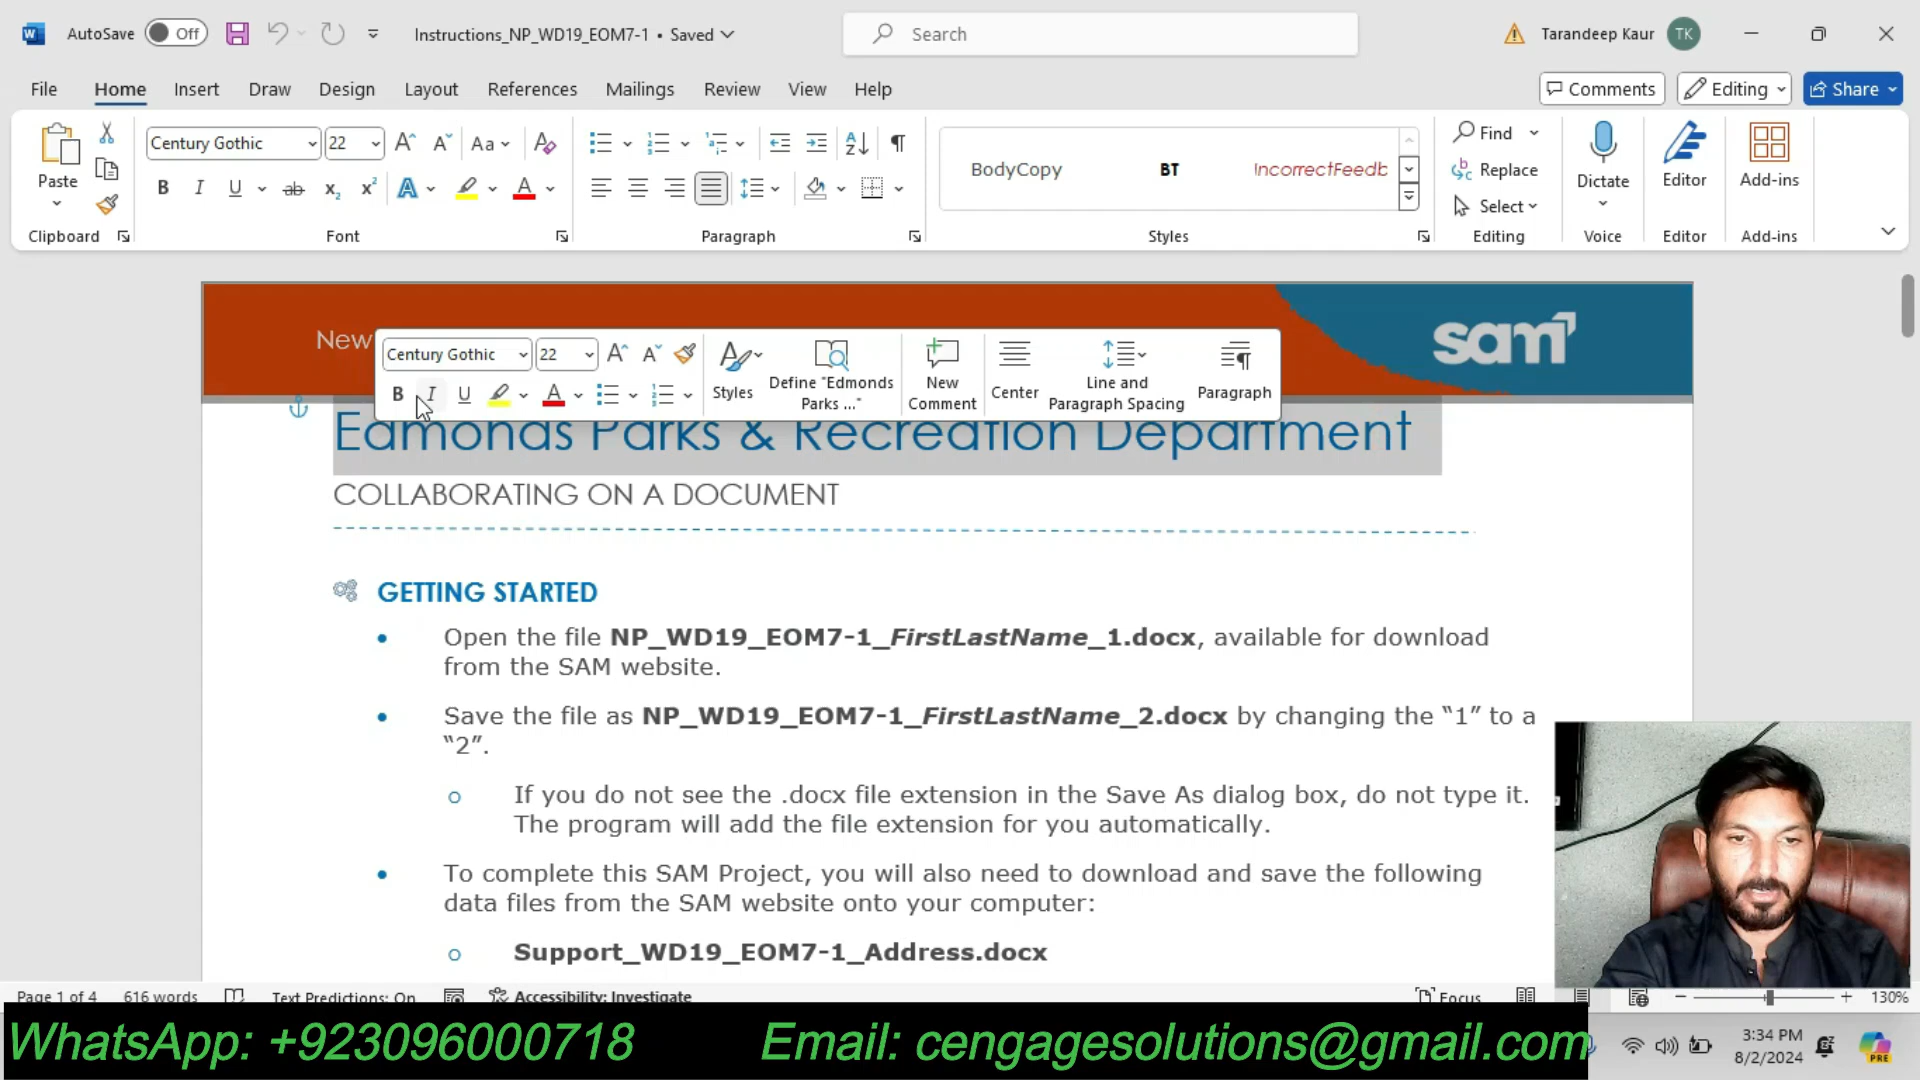 AutoSave Off Instructions_NP_WD19_EOM7-1 • Saved Search Tarandeep Kaur TK
File Home Insert Draw Design Layout References Mailings Review View Help Comments Editing Share
Paste Century Gothic 22 Aa BodyCopy BT IncorrectFeedb Find Replace Select Dictate Editor Add-ins
Clipboard Font Paragraph Styles Editing Voice Editor Add-ins
New sam
Century Gothic 22 Styles Define "Edmonds Parks ..." New Comment Center Line and Paragraph Spacing Paragraph
Edmonds Parks & Recreation Department
COLLABORATING ON A DOCUMENT
GETTING STARTED
• Open the file NP_WD19_EOM7-1_FirstLastName_1.docx, available for download
from the SAM website.
• Save the file as NP_WD19_EOM7-1_FirstLastName_2.docx by changing the “1” to a
“2”.
o If you do not see the .docx file extension in the Save As dialog box, do not type it.
The program will add the file extension for you automatically.
• To complete this SAM Project, you will also need to download and save the following
data files from the SAM website onto your computer:
o Support_WD19_EOM7-1_Address.docx
Page 1 of 4 616 words Text Predictions: On Accessibility: Investigate Focus 130%
WhatsApp: +923096000718 Email: cengagesolutions@gmail.com
3:34 PM
8/2/2024
PRE